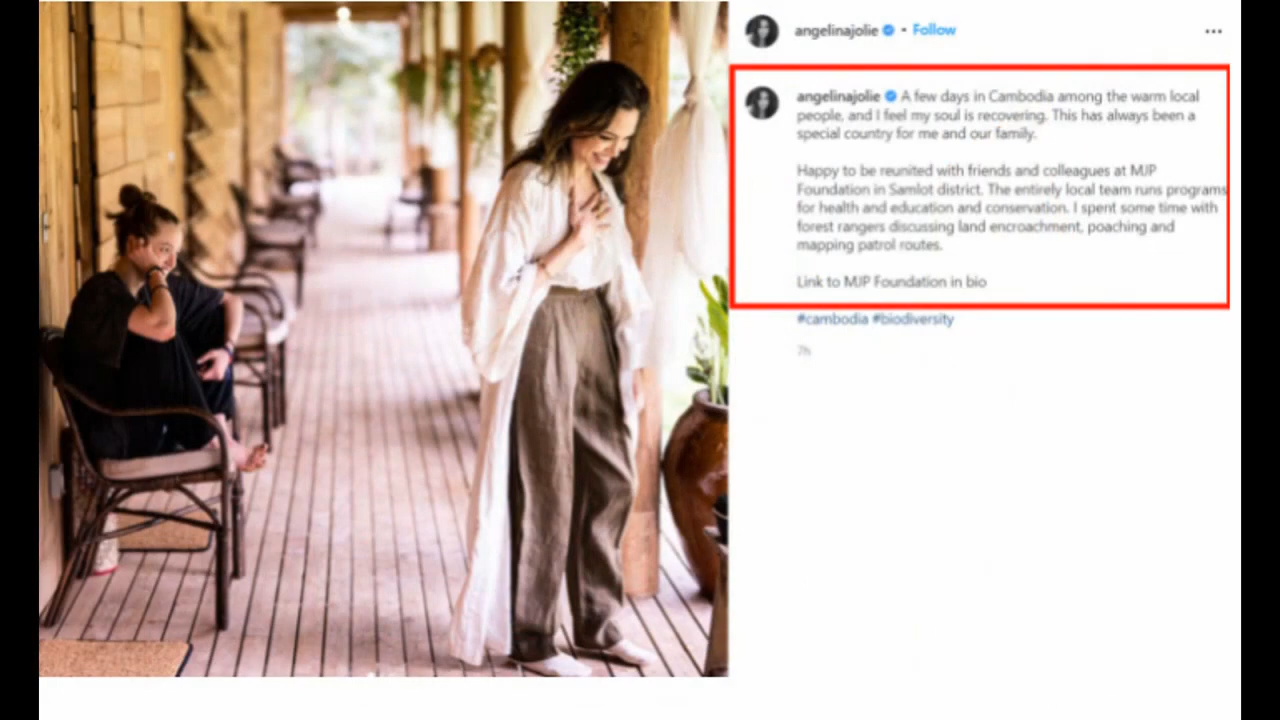 angelinajolie • Follow
angelinajolie A few days in Cambodia among the warm local
people, and I feel my soul is recovering. This has always been a
special country for me and our family.
Happy to be reunited with friends and colleagues at MJP
Foundation in Samlot district. The entirely local team runs programs
for health and education and conservation. I spent some time with
forest rangers discussing land encroachment, poaching and
mapping patrol routes.
Link to MJP Foundation in bio
#cambodia #biodiversity
7h